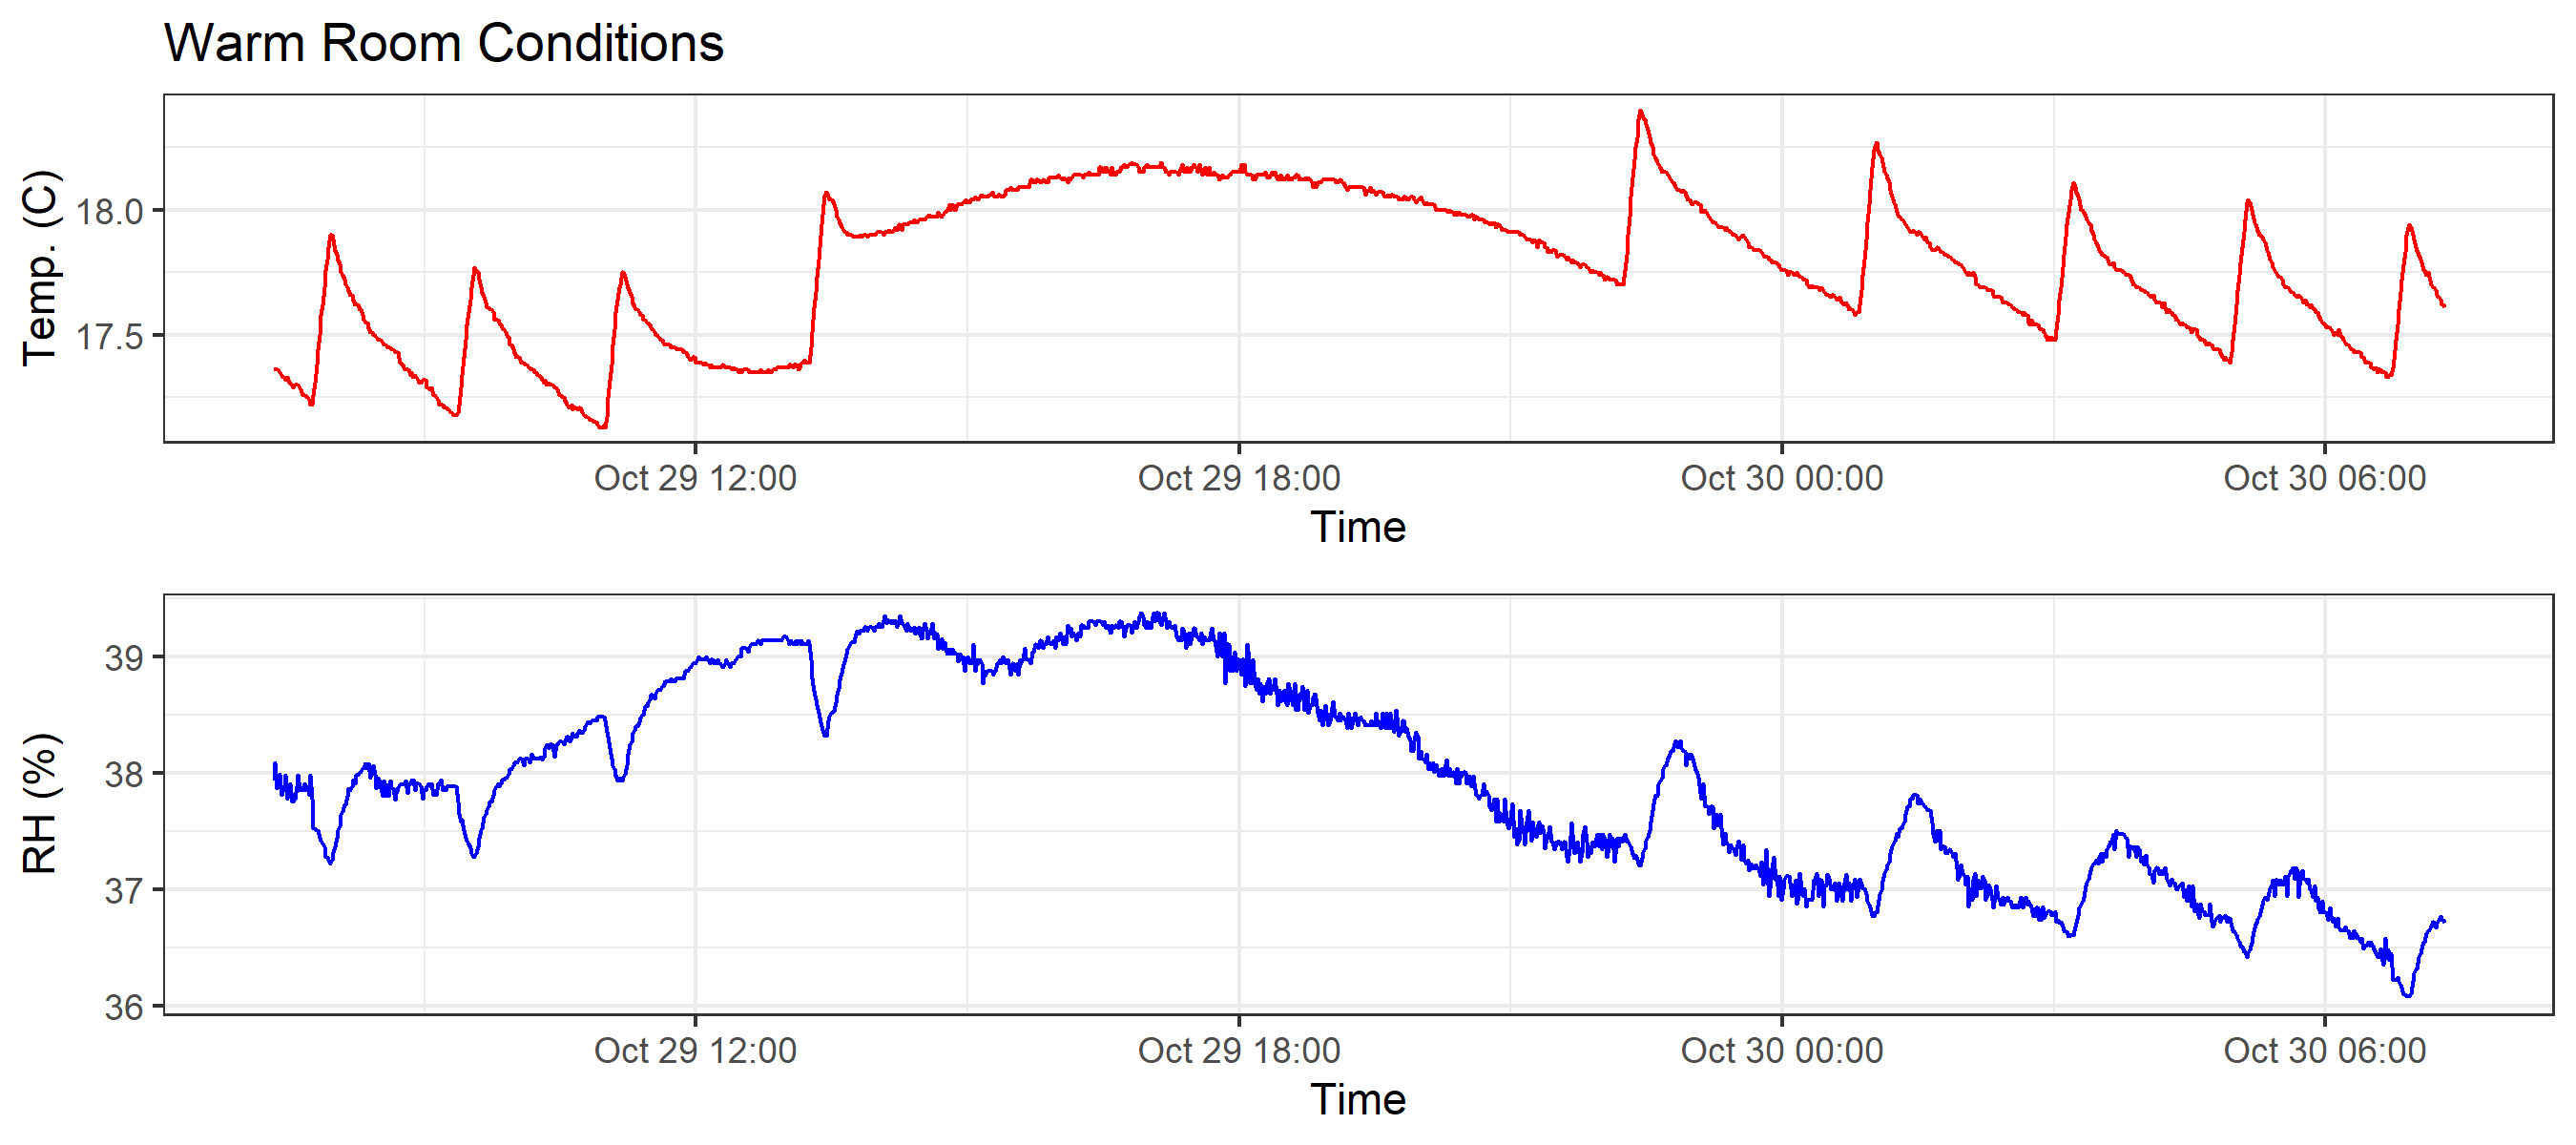 Warm Room Conditions
Temp. (C)
18.0
17.5
Oct 29 12:00 Oct 29 18:00 Oct 30 00:00 Oct 30 06:00
Time
RH (%)
39
38
37
36
Oct 29 12:00 Oct 29 18:00 Oct 30 00:00 Oct 30 06:00
Time